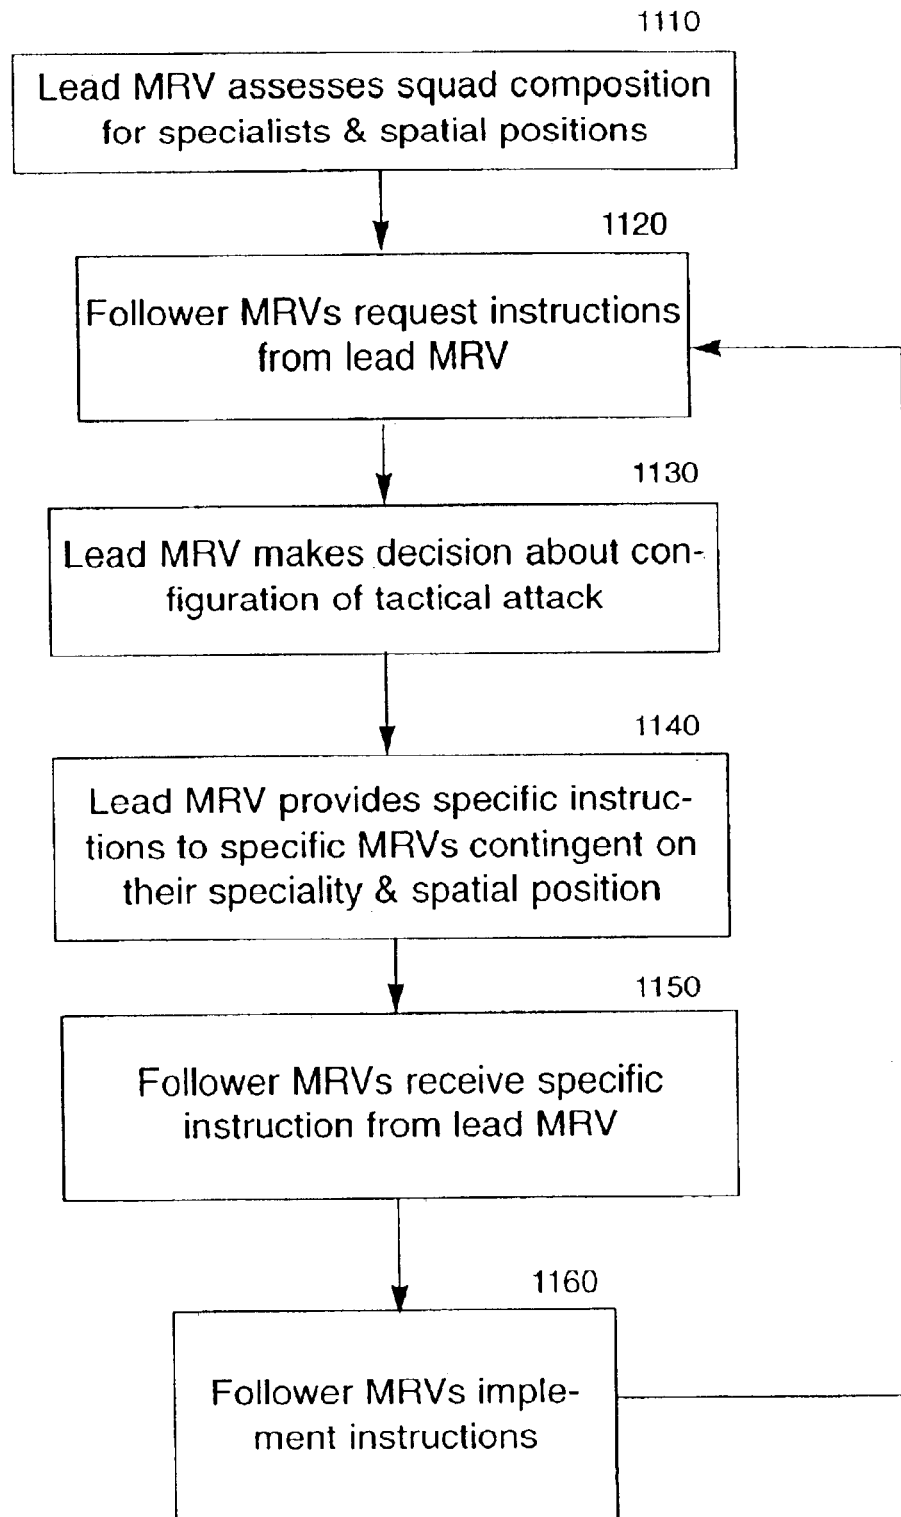 1110
Lead MRV assesses squad composition
for specialists & spatial positions
1120
Follower MRVs request instructions
from lead MRV
1130
Lead MRV makes decision about con-
figuration of tactical attack
1140
Lead MRV provides specific instruc-
tions to specific MRVs contingent on
their speciality & spatial position
1150
Follower MRVs receive specific
instruction from lead MRV
1160
Follower MRVs imple-
ment instructions